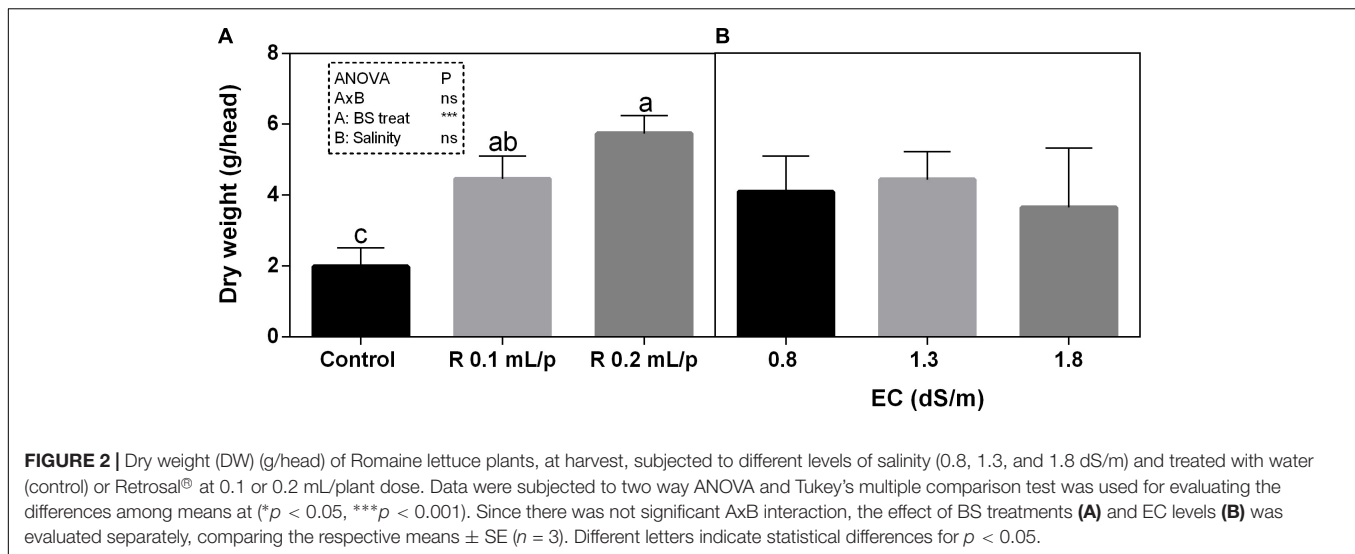 A
B
8
6
4
2
0
Dry weight (g/head)
ANOVA P
AxB ns
A: BS treat ***
B: Salinity ns
c
ab
a
Control R 0.1 mL/p R 0.2 mL/p
0.8 1.3 1.8
EC (dS/m)
FIGURE 2 | Dry weight (DW) (g/head) of Romaine lettuce plants, at harvest, subjected to different levels of salinity (0.8, 1.3, and 1.8 dS/m) and treated with water
(control) or Retrosal® at 0.1 or 0.2 mL/plant dose. Data were subjected to two way ANOVA and Tukey's multiple comparison test was used for evaluating the
differences among means at (*p < 0.05, ***p < 0.001). Since there was not significant AxB interaction, the effect of BS treatments (A) and EC levels (B) was
evaluated separately, comparing the respective means ± SE (n = 3). Different letters indicate statistical differences for p < 0.05.